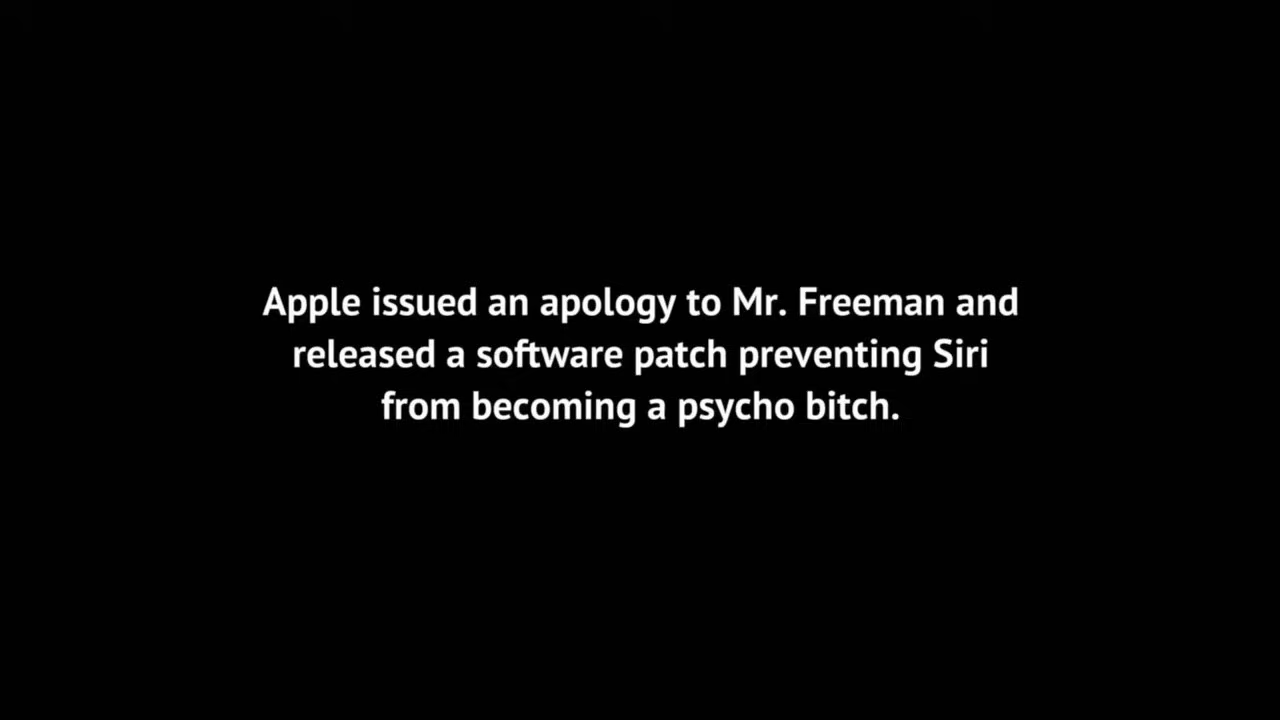 Apple issued an apology to Mr. Freeman and
released a software patch preventing Siri
from becoming a psycho bitch.